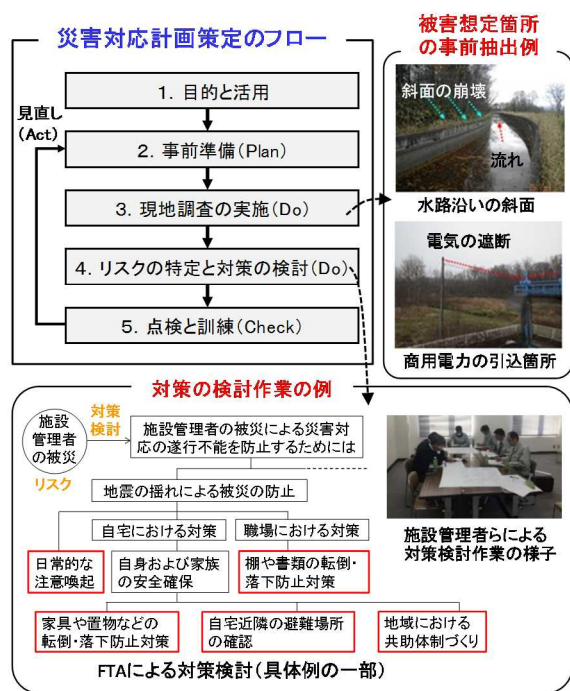 災害対応計画策定のフロー
1. 目的と活用
見直し
(Act)
2. 事前準備(Plan)
3. 現地調査の実施(Do)
4. リスクの特定と対策の検討(Do)
5. 点検と訓練(Check)
被害想定箇所
の事前抽出例
斜面の崩壊
流れ
水路沿いの斜面
電気の遮断
商用電力の引込箇所
対策の検討作業の例
施設
管理者
の被災
リスク
対策
検討
施設管理者の被災による災害対
応の遂行不能を防止するためには
地震の揺れによる被災の防止
自宅における対策
職場における対策
日常的な
注意喚起
自身および家族
の安全確保
棚や書類の転倒・
落下防止対策
家具や置物などの
転倒・落下防止対策
自宅近隣の避難場所
の確認
地域における
共助体制づくり
FTAによる対策検討(具体例の一部)
施設管理者らによる
対策検討作業の様子